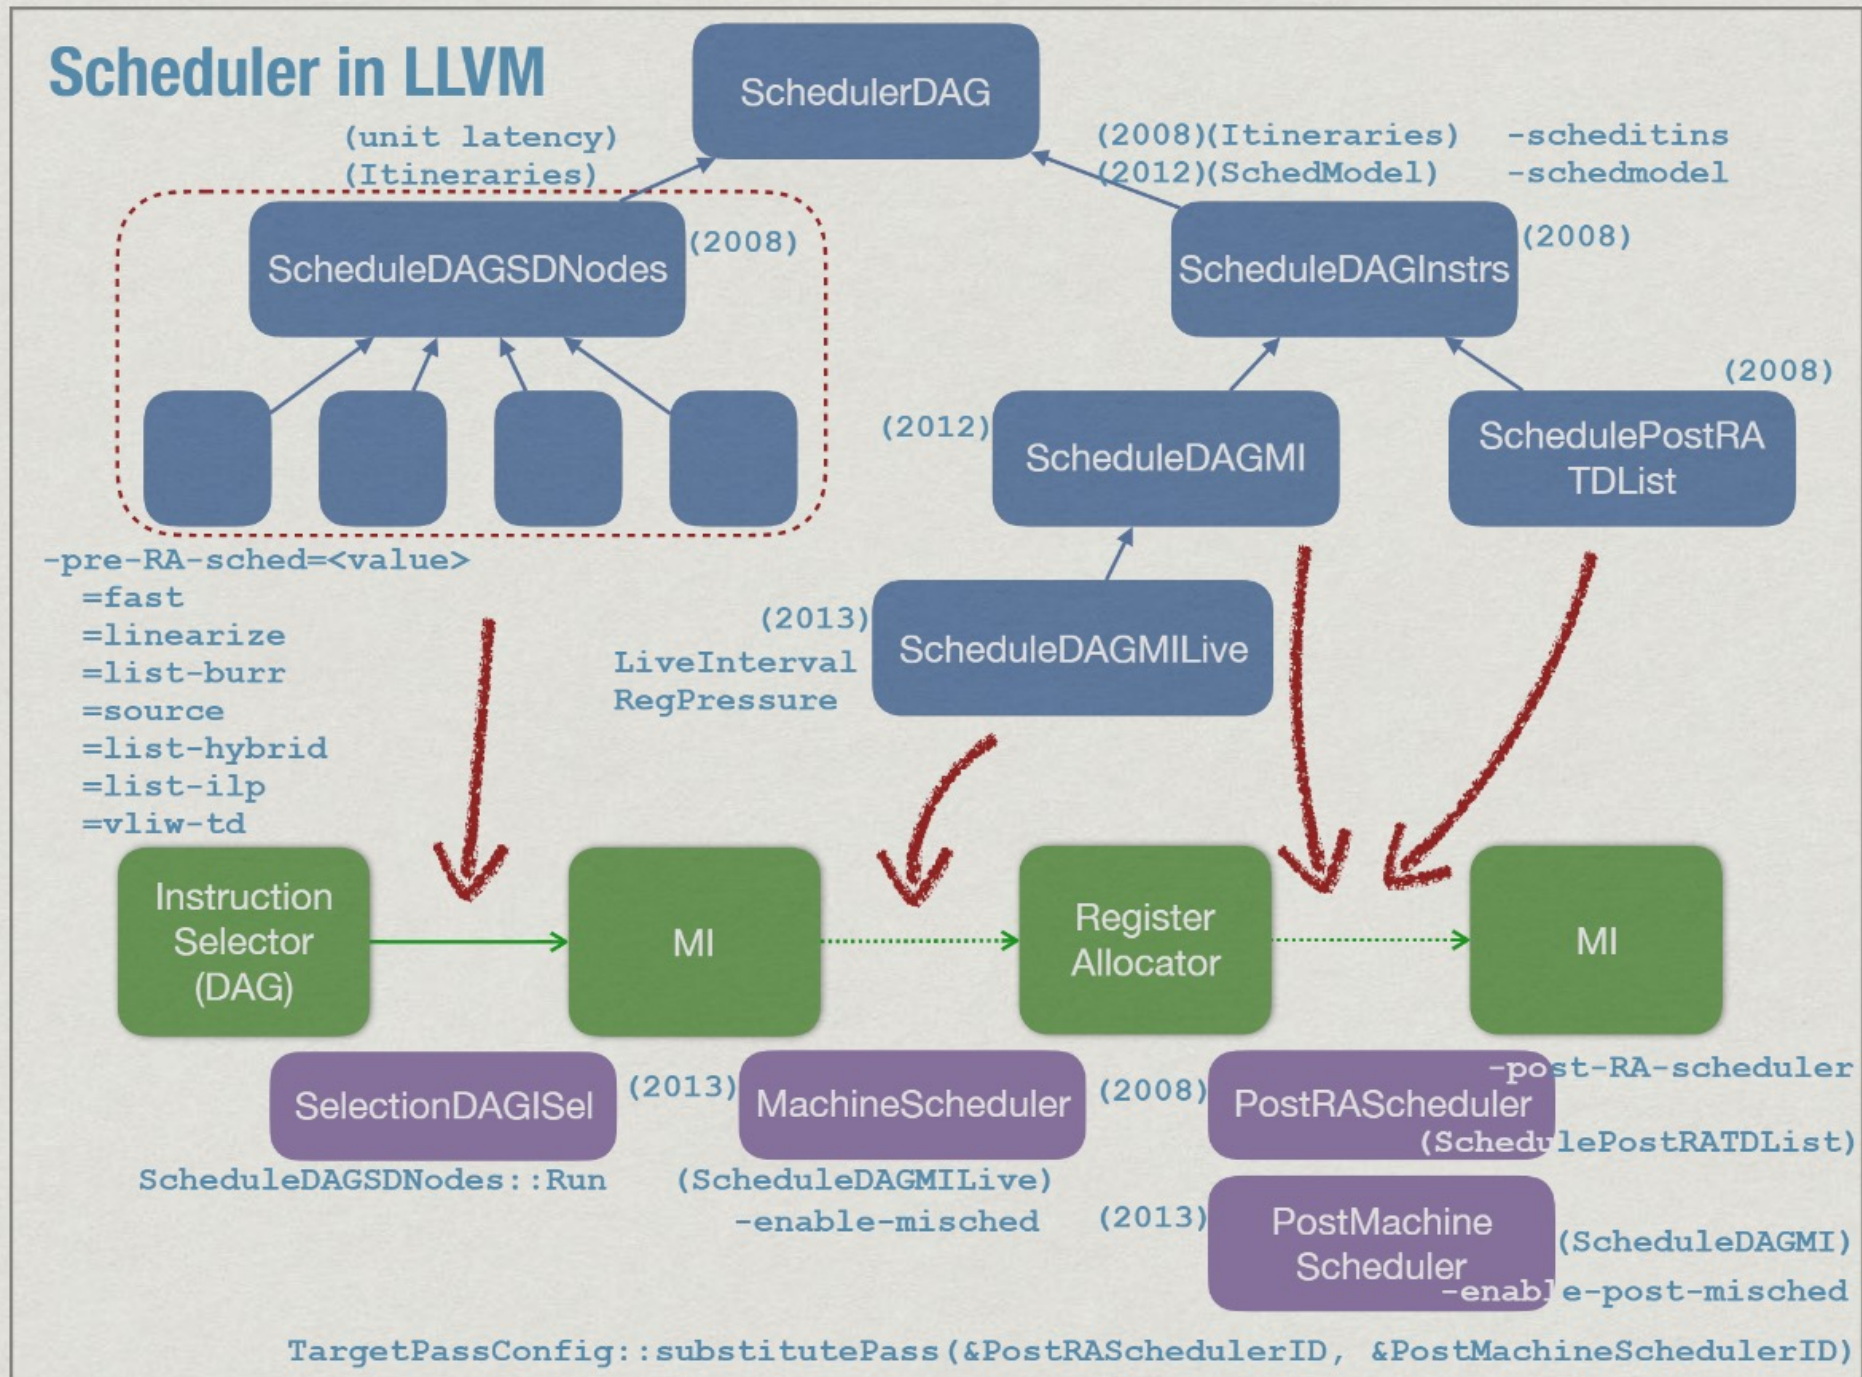 Scheduler in LLVM
SchedulerDAG
(unit latency)
(Itineraries)
(2008)(Itineraries) -scheditins
(2012)(SchedModel) -schedmodel
ScheduleDAGSDNodes
(2008)
ScheduleDAGInstrs
(2008)
(2012)
ScheduleDAGMI
(2008)
SchedulePostRA
TDList
-pre-RA-sched=<value>
=fast
=linearize
=list-burr
=source
=list-hybrid
=list-ilp
=vliw-td
(2013)
LiveInterval
RegPressure
ScheduleDAGMILive
Instruction
Selector
(DAG)
MI
Register
Allocator
MI
SelectionDAGISel
ScheduleDAGSDNodes::Run
(2013)
MachineScheduler
(ScheduleDAGMILive)
-enable-misched
(2008)
PostRAScheduler
-post-RA-scheduler
(SchedulePostRATDList)
(2013)
PostMachine
Scheduler
(ScheduleDAGMI)
-enable-post-misched
TargetPassConfig::substitutePass(&PostRASchedulerID, &PostMachineSchedulerID)